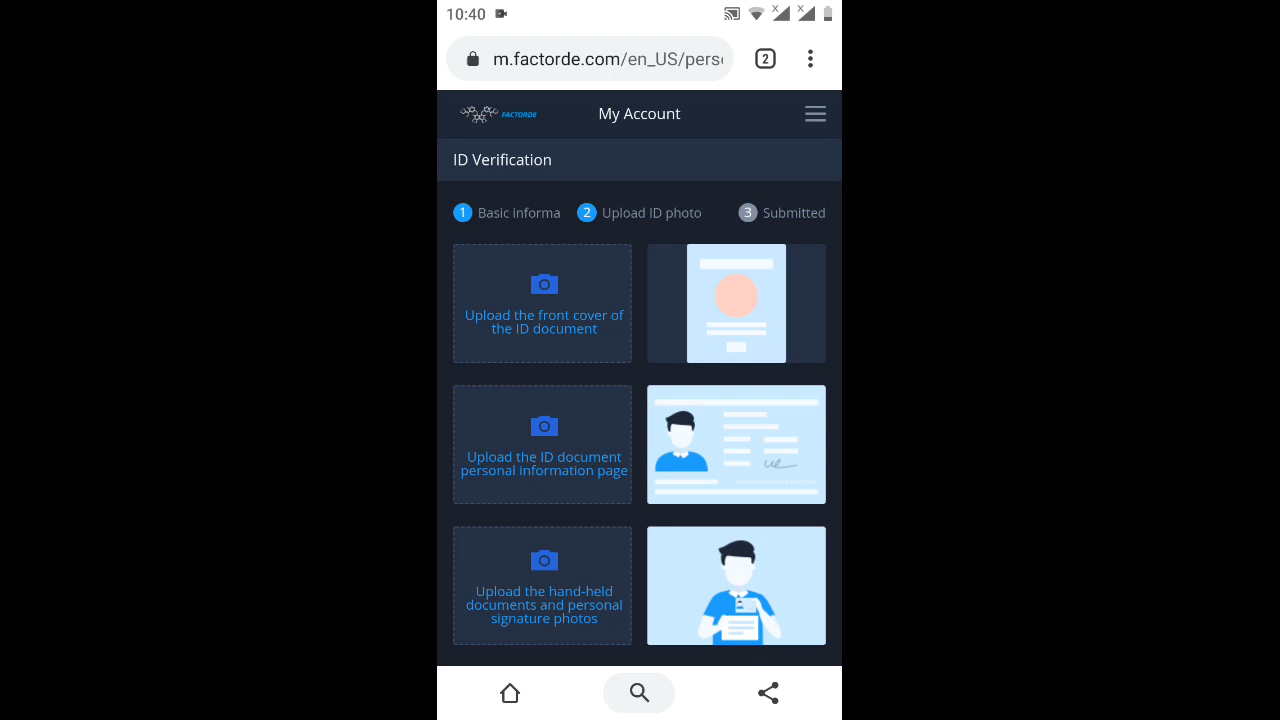 10:40
m.factorde.com/en_US/pers
2
FACTORDE
My Account
ID Verification
1 Basic informa 2 Upload ID photo 3 Submitted
Upload the front cover of
the ID document
Upload the ID document
personal information page
Upload the hand-held
documents and personal
signature photos